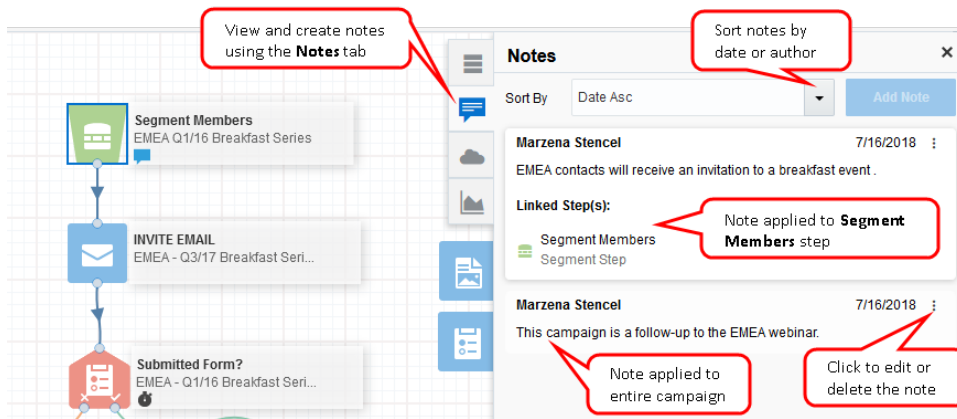 View and create notes
using the Notes tab
Sort notes by
date or author
Notes
Sort By
Date Asc
Add Note
Segment Members
EMEA Q1/16 Breakfast Series
Marzena Stencel
7/16/2018
EMEA contacts will receive an invitation to a breakfast event .
Linked Step(s):
Segment Members
Segment Step
Note applied to Segment
Members step
INVITE EMAIL
EMEA - Q3/17 Breakfast Seri...
Marzena Stencel
7/16/2018
This campaign is a follow-up to the EMEA webinar.
Submitted Form?
EMEA - Q1/16 Breakfast Seri...
Note applied to
entire campaign
Click to edit or
delete the note